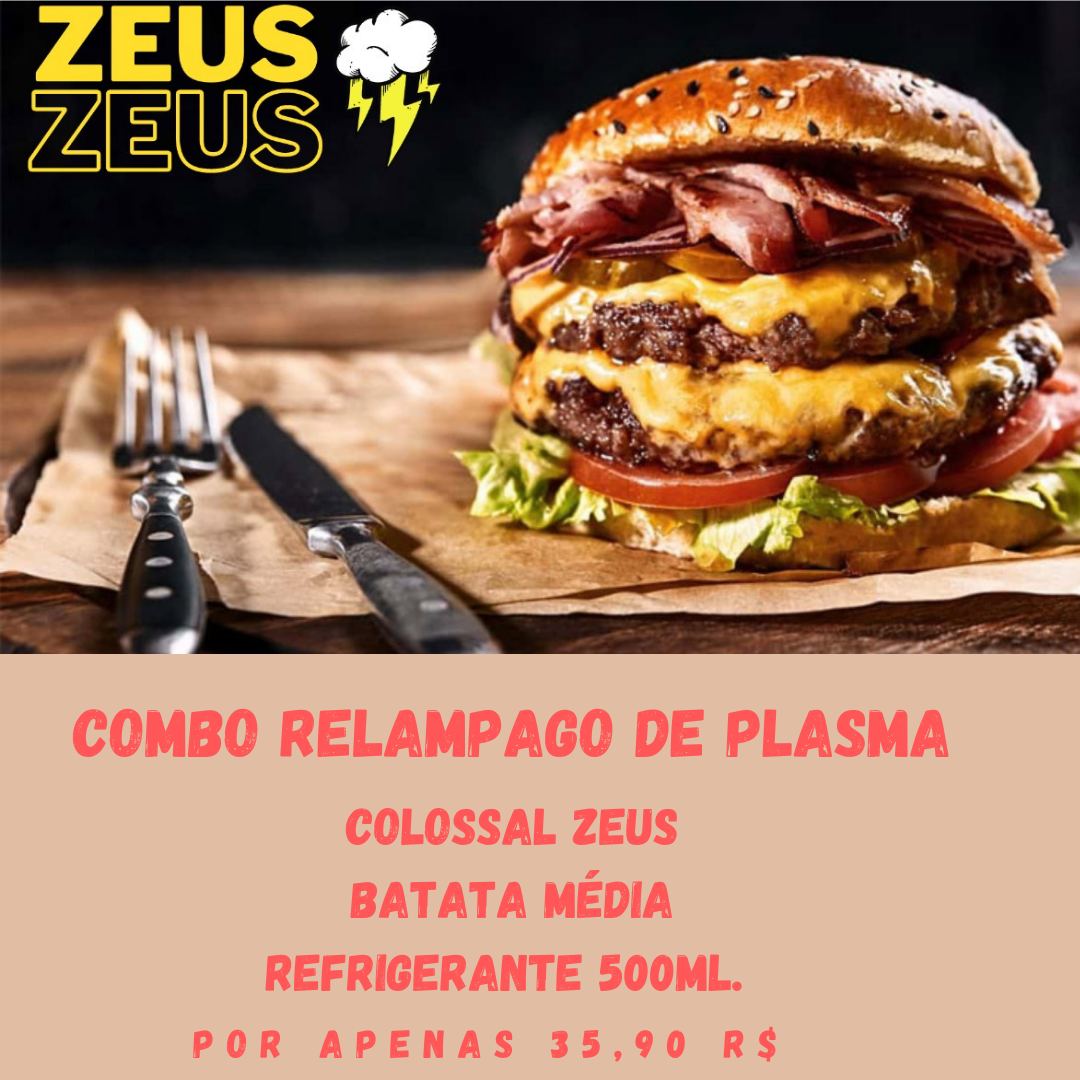 ZEUS
ZEUS
COMBO RELAMPAGO DE PLASMA
COLOSSAL ZEUS
BATATA MÉDIA
REFRIGERANTE 500ML.
POR APENAS 35,90 R$